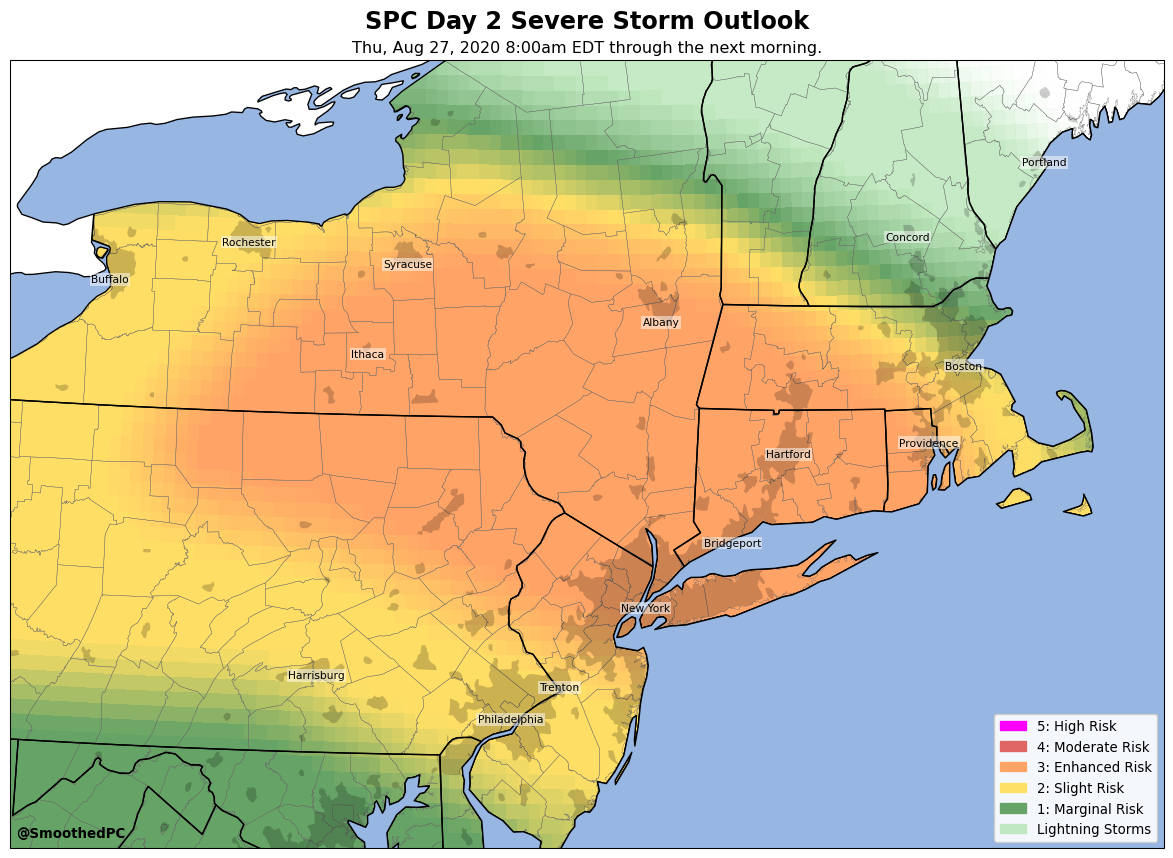 SPC Day 2 Severe Storm Outlook
Thu, Aug 27, 2020 8:00am EDT through the next morning.
Portland
Concord
Rochester
Syracuse
Buffalo
Albany
Ithaca
Boston
Providence
Hartford
Bridgeport
New York
Harrisburg
Trenton
Philadelphia
5: High Risk
4: Moderate Risk
3: Enhanced Risk
2: Slight Risk
1: Marginal Risk
Lightning Storms
@SmoothedPC